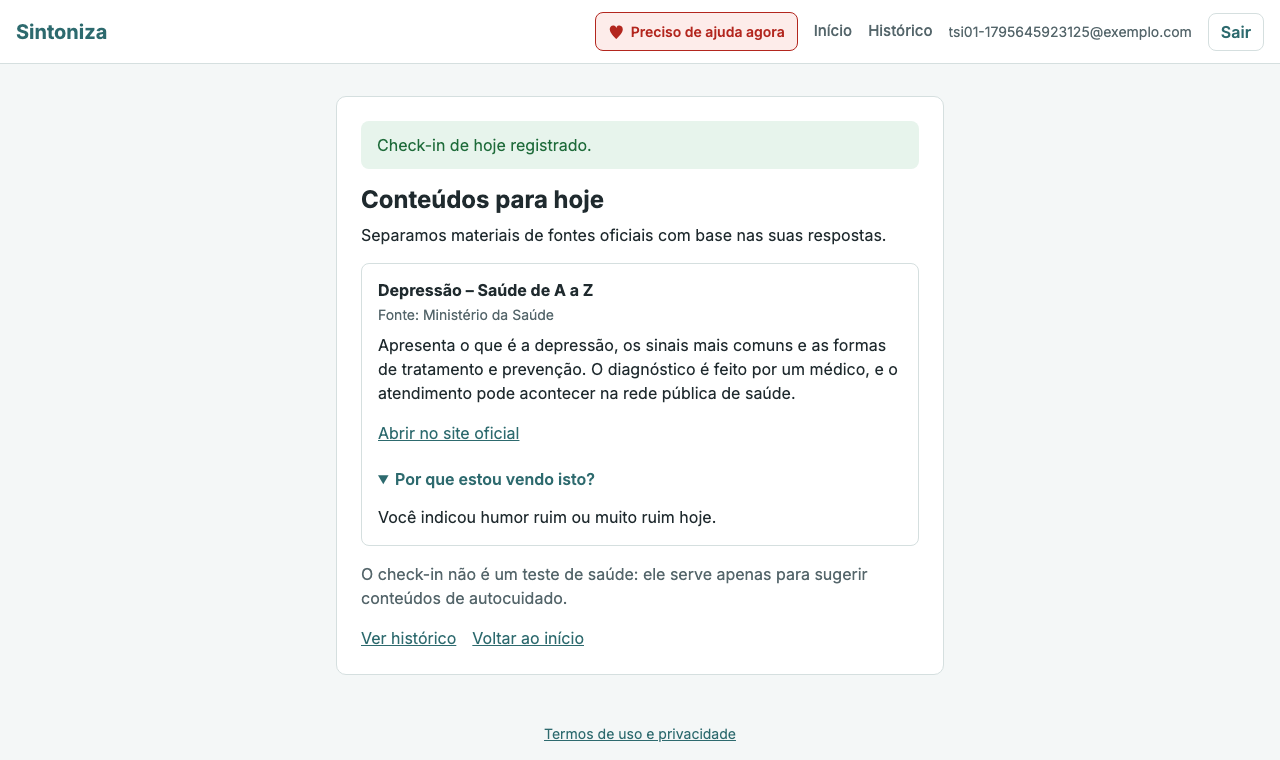 Sintoniza
Preciso de ajuda agora
Início
Histórico
tsi01-1795645923125@exemplo.com
Sair
Check-in de hoje registrado.
Conteúdos para hoje
Separamos materiais de fontes oficiais com base nas suas respostas.
Depressão – Saúde de A a Z
Fonte: Ministério da Saúde
Apresenta o que é a depressão, os sinais mais comuns e as formas
de tratamento e prevenção. O diagnóstico é feito por um médico, e o
atendimento pode acontecer na rede pública de saúde.
Abrir no site oficial
Por que estou vendo isto?
Você indicou humor ruim ou muito ruim hoje.
O check-in não é um teste de saúde: ele serve apenas para sugerir
conteúdos de autocuidado.
Ver histórico
Voltar ao início
Termos de uso e privacidade